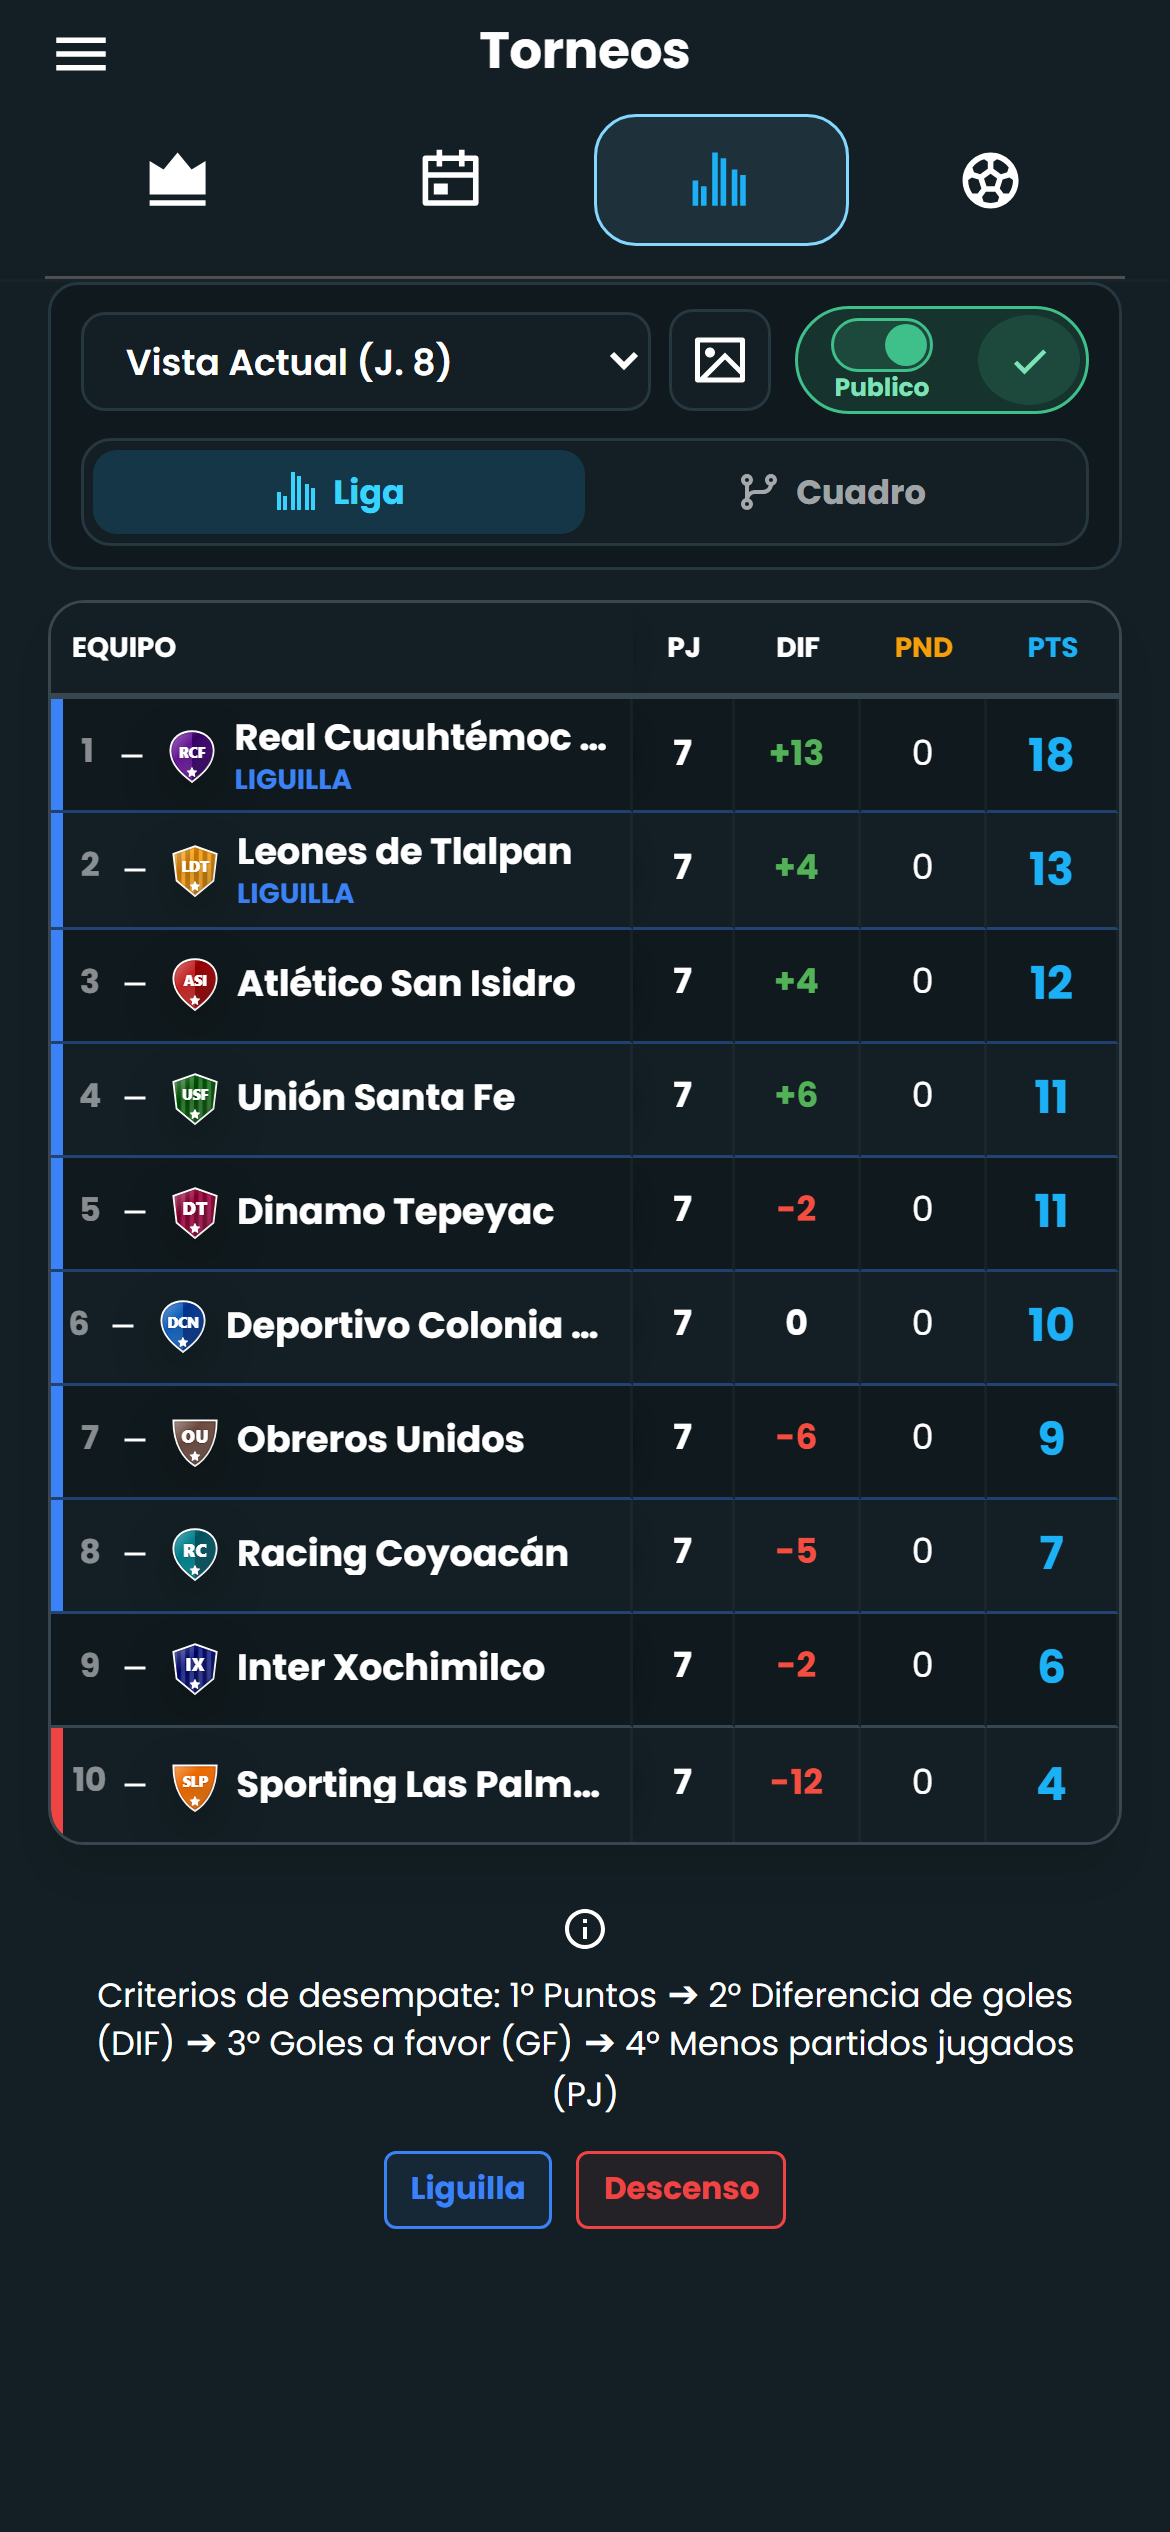 Torneos
Vista Actual (J. 8)
Publico
Liga
Cuadro
EQUIPO PJ DIF PND PTS
1 – RCF Real Cuauhtémoc ... 7 +13 0 18
LIGUILLA
2 – LDT Leones de Tlalpan 7 +4 0 13
LIGUILLA
3 – ASI Atlético San Isidro 7 +4 0 12
4 – USF Unión Santa Fe 7 +6 0 11
5 – DT Dinamo Tepeyac 7 -2 0 11
6 – DCN Deportivo Colonia ... 7 0 0 10
7 – OU Obreros Unidos 7 -6 0 9
8 – RC Racing Coyoacán 7 -5 0 7
9 – IX Inter Xochimilco 7 -2 0 6
10 – SLP Sporting Las Palm... 7 -12 0 4
Criterios de desempate: 1º Puntos ➔ 2º Diferencia de goles
(DIF) ➔ 3º Goles a favor (GF) ➔ 4º Menos partidos jugados
(PJ)
Liguilla
Descenso